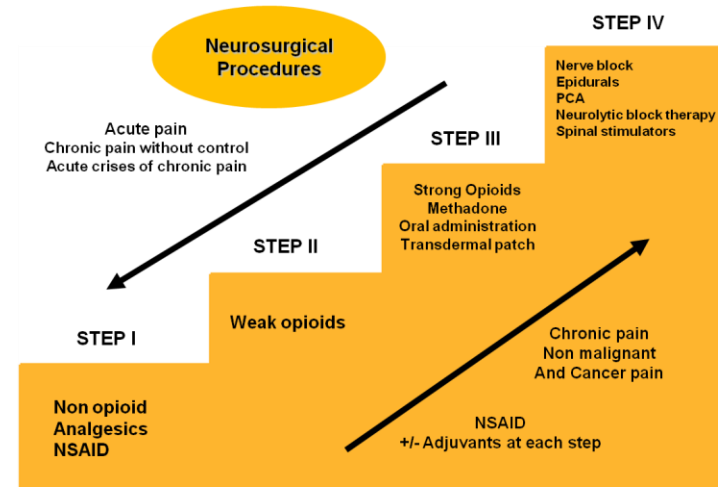 Neurosurgical
Procedures
STEP IV
Nerve block
Epidurals
PCA
Neurolytic block therapy
Spinal stimulators
Acute pain
Chronic pain without control
Acute crises of chronic pain
STEP III
Strong Opioids
Methadone
Oral administration
Transdermal patch
STEP II
Weak opioids
STEP I
Non opioid
Analgesics
NSAID
Chronic pain
Non malignant
And Cancer pain
NSAID
+/- Adjuvants at each step